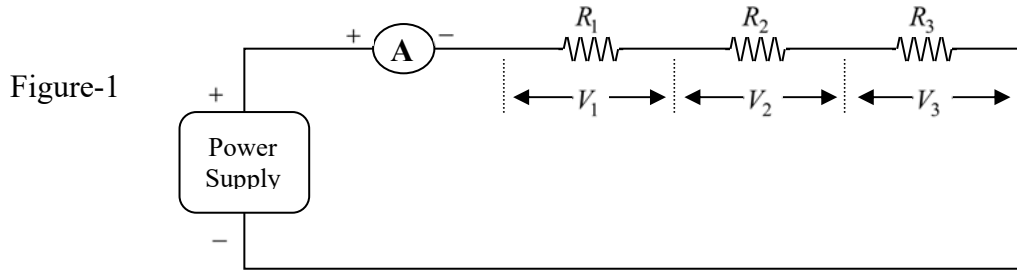 R₁ R₂ R₃
+ A −
Figure-1
V₁ V₂ V₃
+
Power
Supply
−